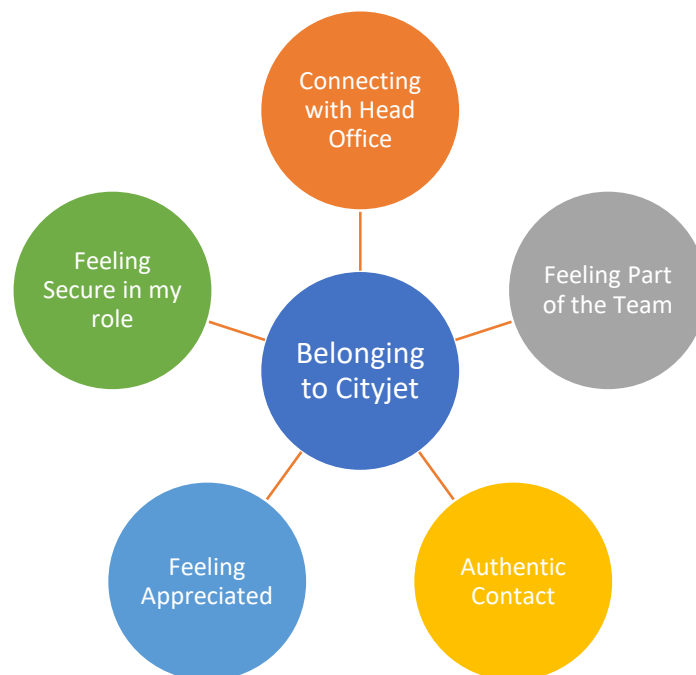 Connecting
with Head
Office
Feeling
Secure in my
role
Feeling Part
of the Team
Belonging
to Cityjet
Feeling
Appreciated
Authentic
Contact